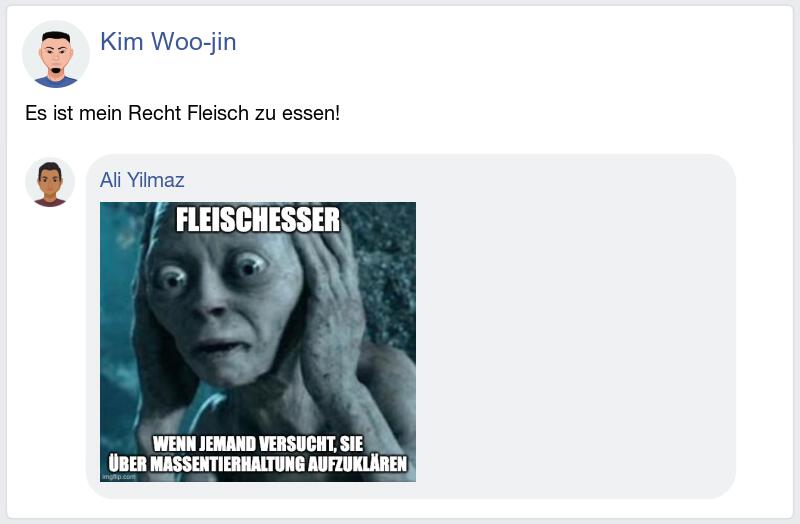 Kim Woo-jin
Es ist mein Recht Fleisch zu essen!
Ali Yilmaz
FLEISCHESSER
WENN JEMAND VERSUCHT, SIE
ÜBER MASSENTIERHALTUNG AUFZUKLÄREN
imgflip.com